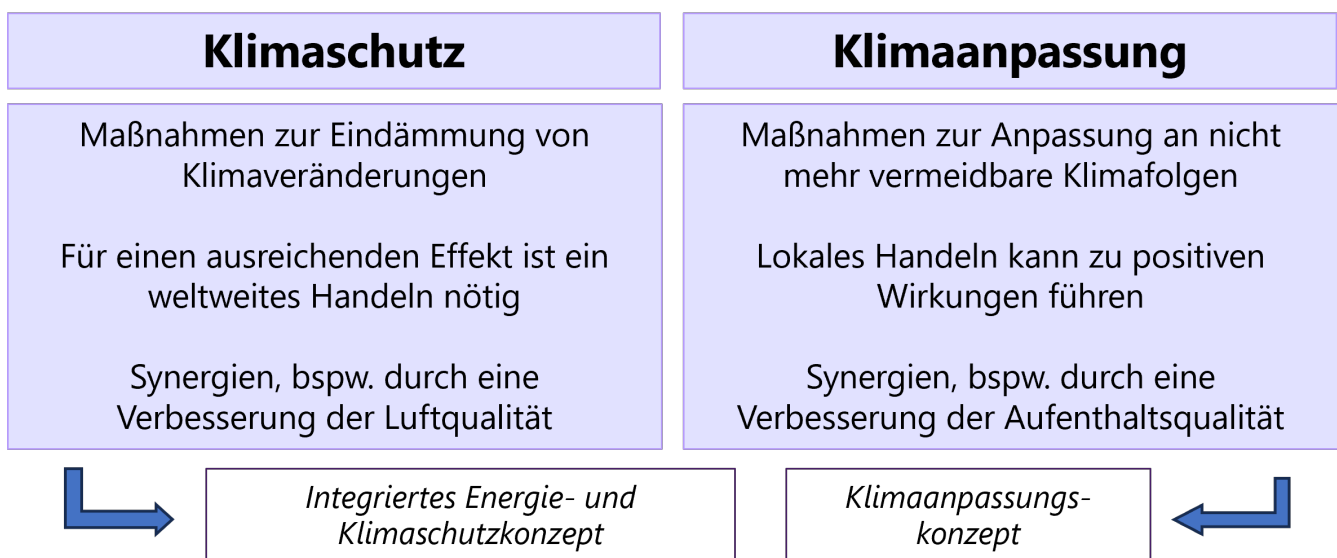 Klimaschutz
Maßnahmen zur Eindämmung von
Klimaveränderungen
Für einen ausreichenden Effekt ist ein
weltweites Handeln nötig
Synergien, bspw. durch eine
Verbesserung der Luftqualität
Integriertes Energie- und
Klimaschutzkonzept
Klimaanpassung
Maßnahmen zur Anpassung an nicht
mehr vermeidbare Klimafolgen
Lokales Handeln kann zu positiven
Wirkungen führen
Synergien, bspw. durch eine
Verbesserung der Aufenthaltsqualität
Klimaanpassungs-
konzept